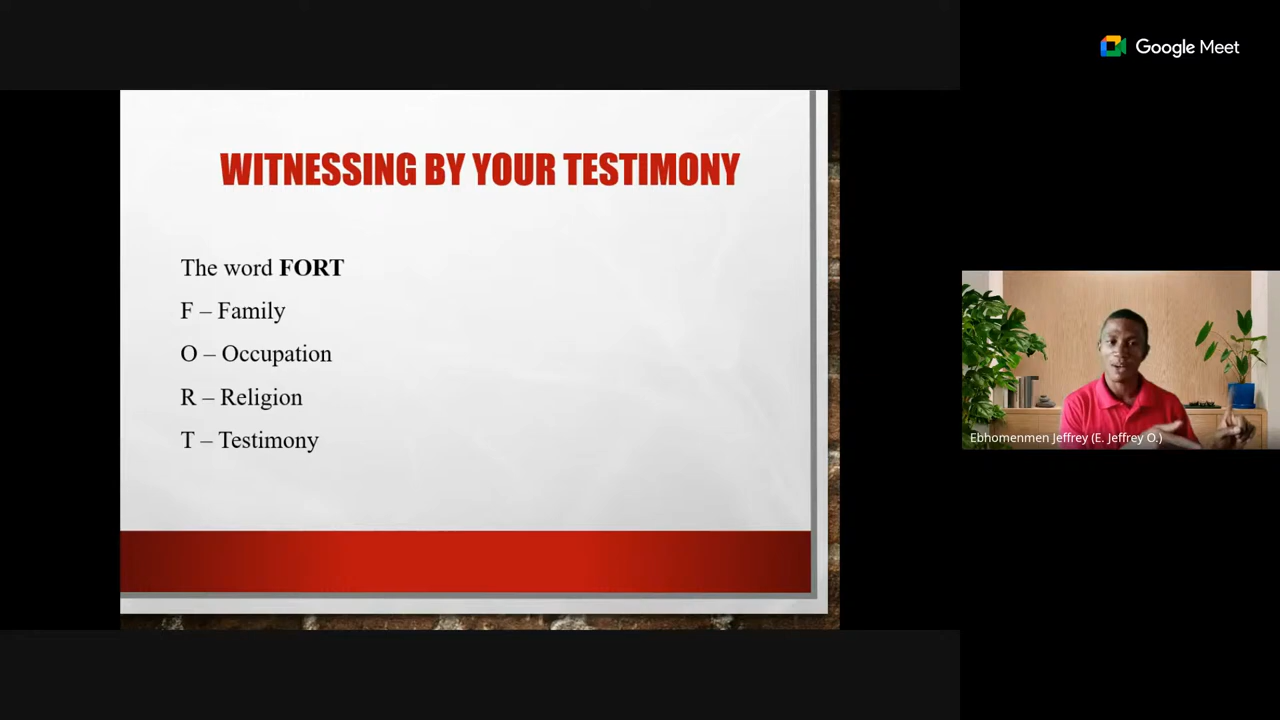 Google Meet
WITNESSING BY YOUR TESTIMONY
The word FORT
F – Family
O – Occupation
R – Religion
T – Testimony
Ebhomenmen Jeffrey (E. Jeffrey O.)